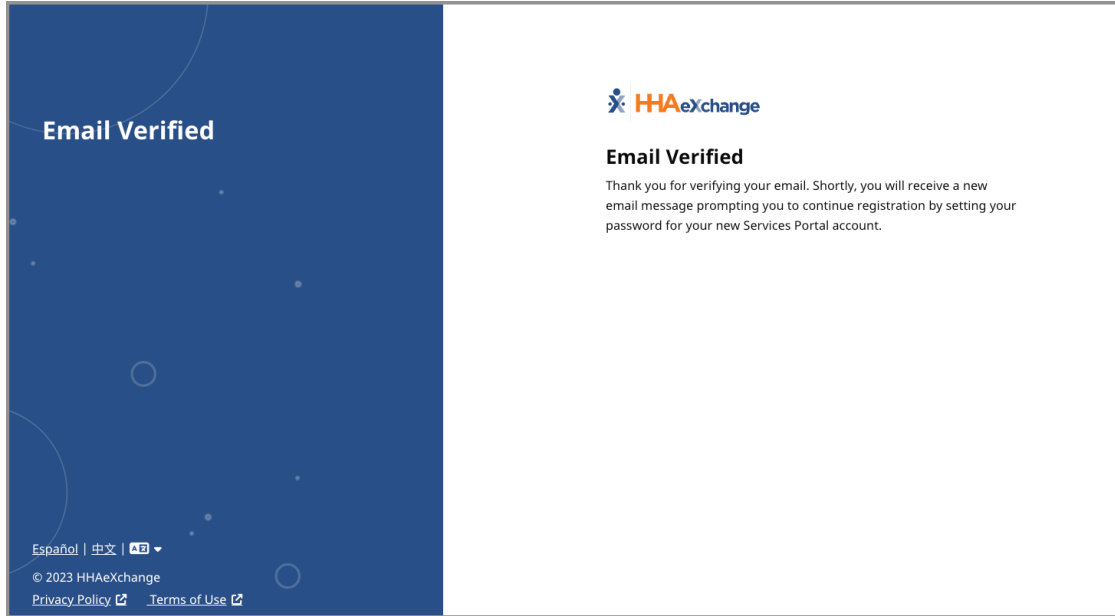 Email Verified
HHAeXchange
Email Verified
Thank you for verifying your email. Shortly, you will receive a new
email message prompting you to continue registration by setting your
password for your new Services Portal account.
Español | 中文 |
© 2023 HHAeXchange
Privacy Policy Terms of Use